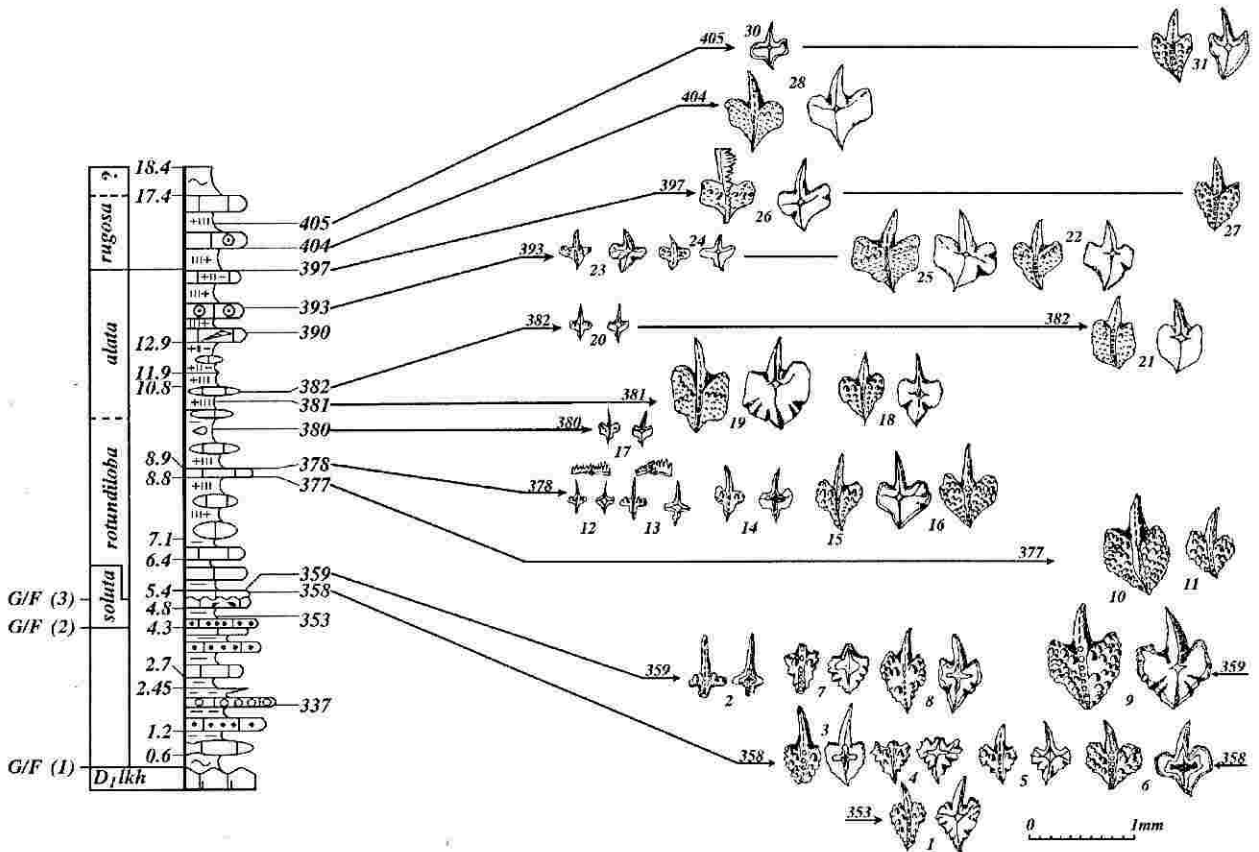 405 30 31
404 28
? 18.4
17.4
397 26 27
rugosa 405
404
397
393 23 24 25 22
alata 393
390
12.9
11.9
10.8
382 20 382 21
382
381
381 19 18
380
380 17
rotundiloba 8.9 378
8.8 377
378 12 13 14 15 16
7.1
6.4
377 10 11
soluta 359
5.4 358
G/F (3) 4.8
353
G/F (2) 4.3
2.7
2.45
337
1.2
0.6
G/F (1)
D1lkh
359 2 7 8 9 359
358 3 4 5 6 358
353 1
0 1mm